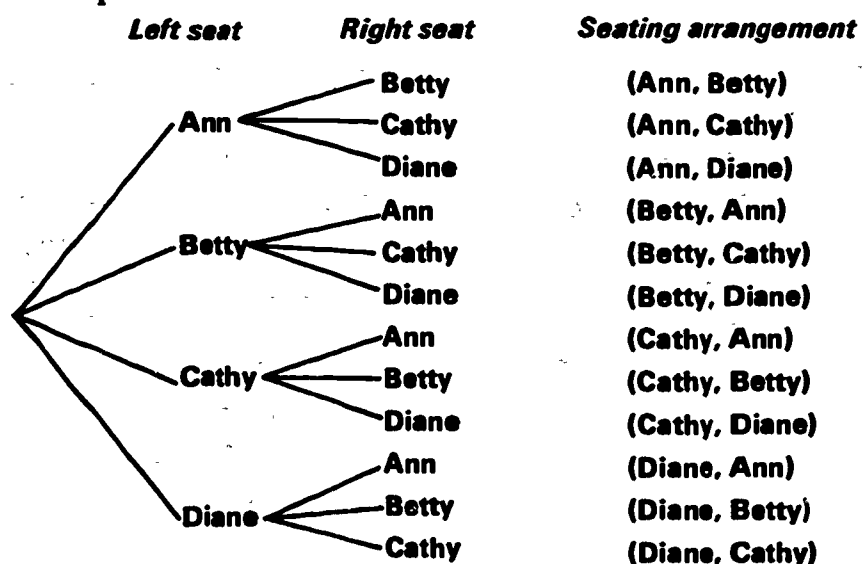 Left seat Right seat Seating arrangement
Betty (Ann, Betty)
Ann Cathy (Ann, Cathy)
Diane (Ann, Diane)
Ann (Betty, Ann)
Betty Cathy (Betty, Cathy)
Diane (Betty, Diane)
Ann (Cathy, Ann)
Cathy Betty (Cathy, Betty)
Diane (Cathy, Diane)
Ann (Diane, Ann)
Diane Betty (Diane, Betty)
Cathy (Diane, Cathy)